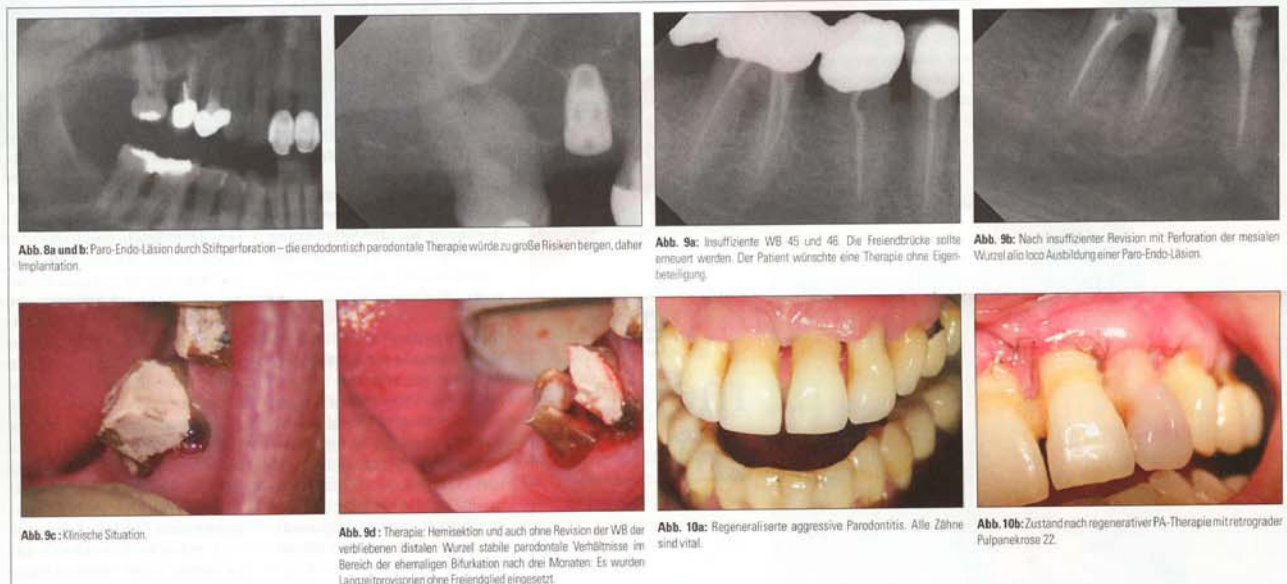 Abb. 8a und b: Paro-Endo-Läsion durch Stiftperforation – die endodontisch parodontale Therapie würde zu große Risiken bergen, daher
Implantation.
Abb. 9a: Insuffiziente WB 45 und 46. Die Freiendbrücke sollte
erneuert werden. Der Patient wünschte eine Therapie ohne Eigen-
beteiligung.
Abb. 9b: Nach insuffizienter Revision mit Perforation der mesialen
Wurzel alio loco Ausbildung einer Paro-Endo-Läsion.
Abb. 9c: Klinische Situation.
Abb. 9d: Therapie: Hemisektion und auch ohne Revision der WB der
verbliebenen distalen Wurzel stabile parodontale Verhältnisse im
Bereich der ehemaligen Bifurkation nach drei Monaten. Es wurden
Langzeitprovisorien ohne Freiendglied eingesetzt.
Abb. 10a: Regeneraliserte aggressive Parodontitis. Alle Zähne
sind vital.
Abb. 10b: Zustand nach regenerativer PA-Therapie mit retrograder
Pulpanekrose 22.